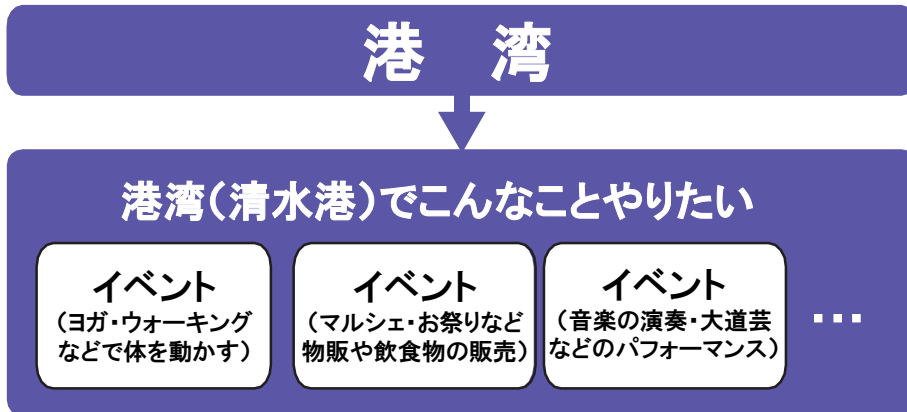 港 湾
港湾(清水港)でこんなことやりたい
イベント
(ヨガ・ウォーキング
などで体を動かす)
イベント
(マルシェ・お祭りなど
物販や飲食物の販売)
イベント
(音楽の演奏・大道芸
などのパフォーマンス)
…